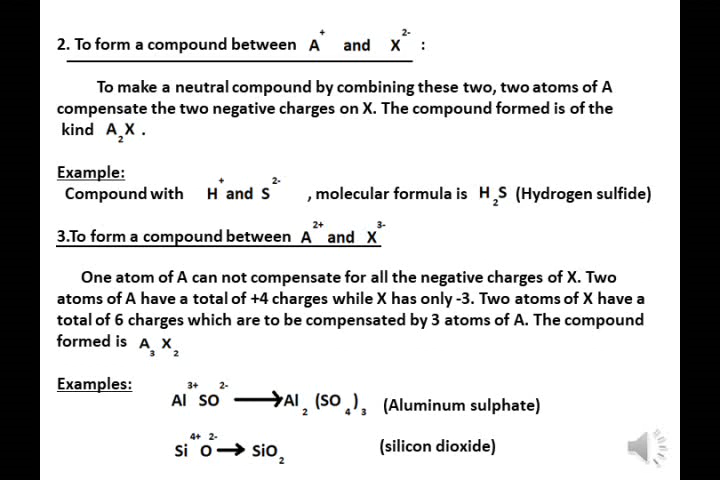 2. To form a compound between A⁺ and X²⁻ :
To make a neutral compound by combining these two, two atoms of A
compensate the two negative charges on X. The compound formed is of the
kind A₂X .
Example:
Compound with H⁺ and S²⁻ , molecular formula is H₂S (Hydrogen sulfide)
3.To form a compound between A²⁺ and X³⁻
One atom of A can not compensate for all the negative charges of X. Two
atoms of A have a total of +4 charges while X has only -3. Two atoms of X have a
total of 6 charges which are to be compensated by 3 atoms of A. The compound
formed is A₃ X₂
Examples:
Al³⁺ SO²⁻ ⟶ Al₂ (SO₄)₃ (Aluminum sulphate)
Si⁴⁺ O²⁻ → SiO₂ (silicon dioxide)